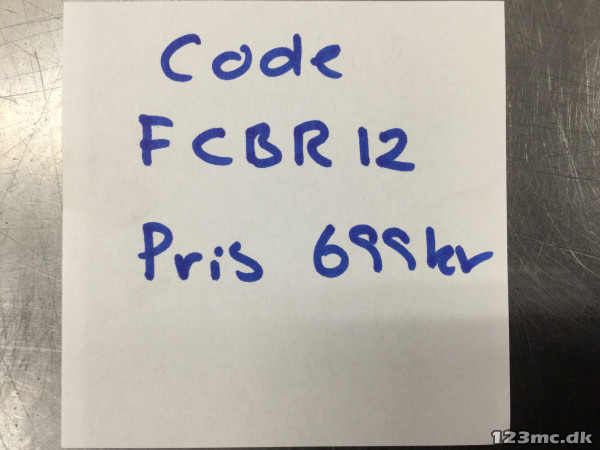 Code
FCBR12
Pris 699kr
123mc.dk